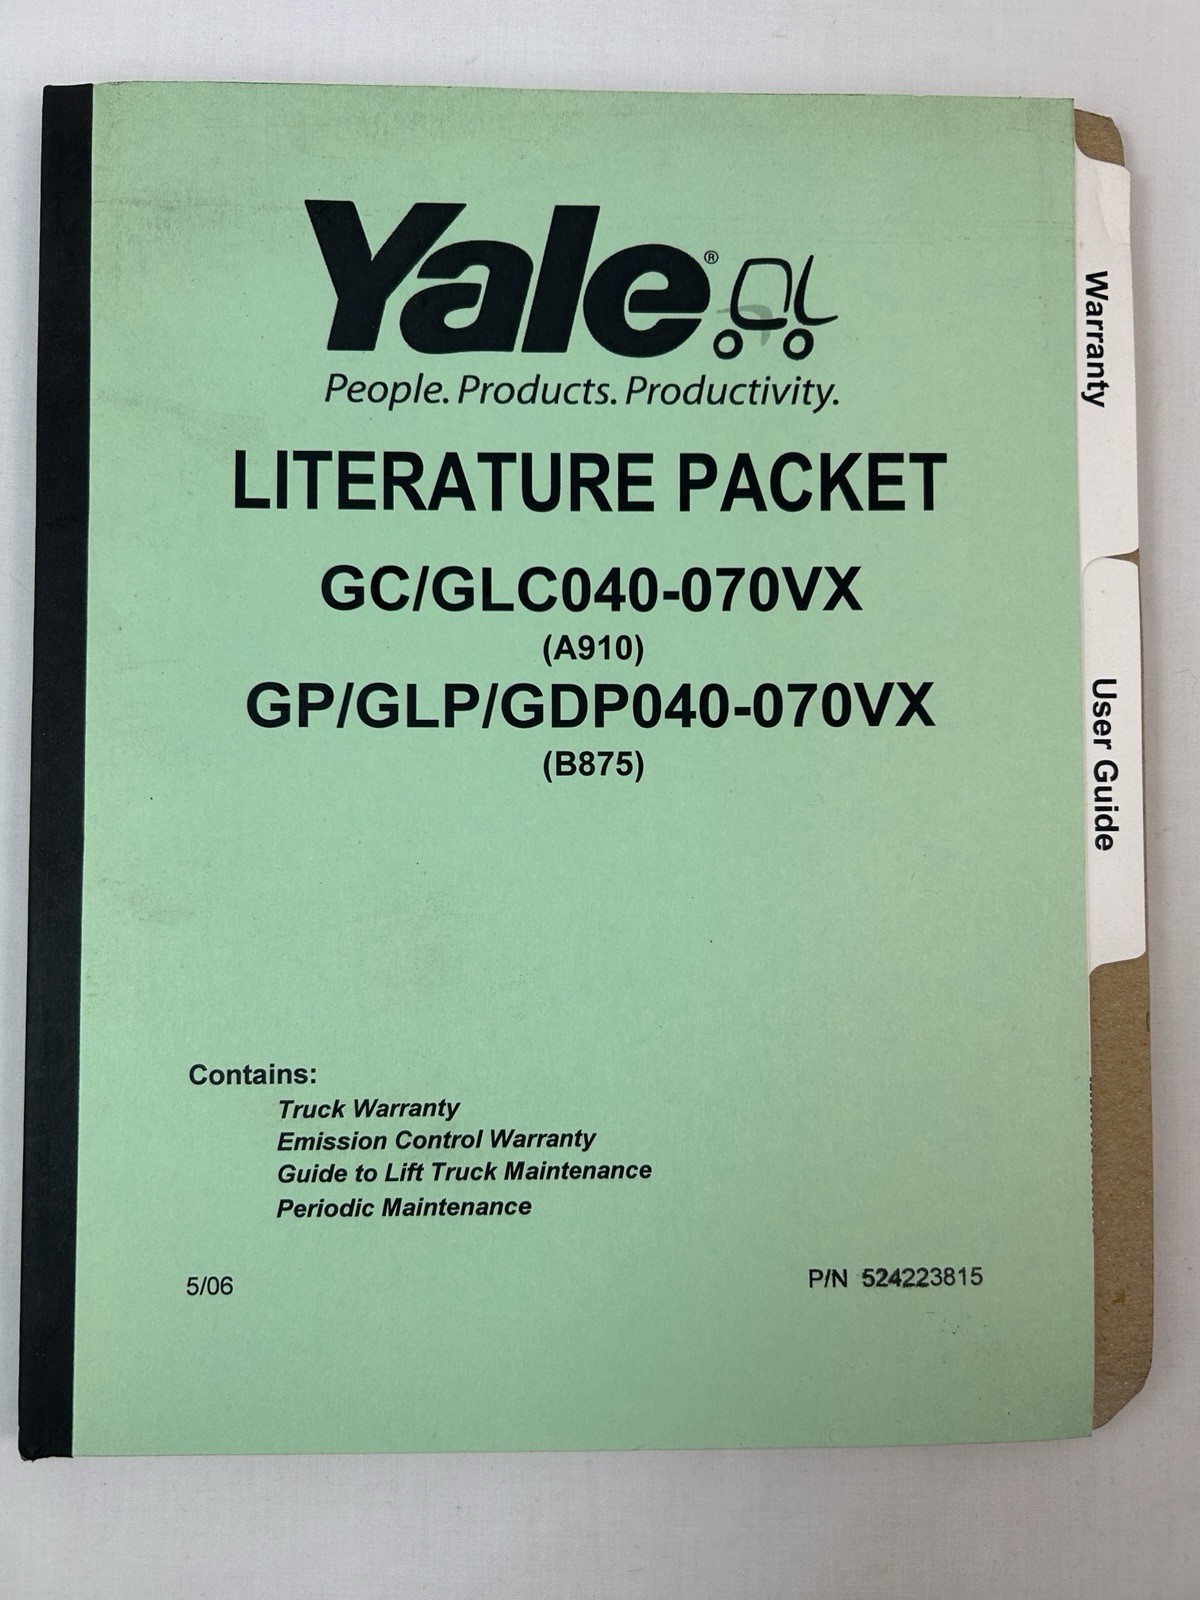 Yale®
People. Products. Productivity.
LITERATURE PACKET
GC/GLC040-070VX
(A910)
GP/GLP/GDP040-070VX
(B875)
Contains:
Truck Warranty
Emission Control Warranty
Guide to Lift Truck Maintenance
Periodic Maintenance
5/06
P/N 524223815
Warranty
User Guide